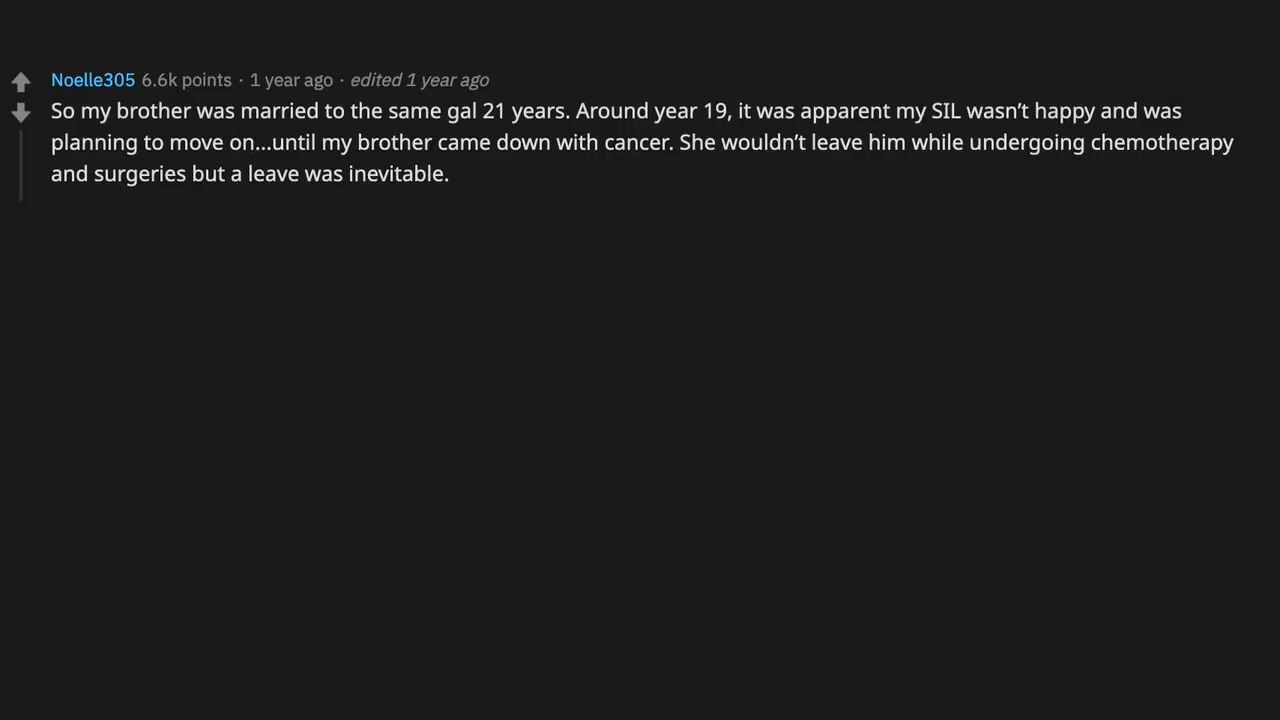 Noelle305 6.6k points · 1 year ago · edited 1 year ago
So my brother was married to the same gal 21 years. Around year 19, it was apparent my SIL wasn’t happy and was
planning to move on...until my brother came down with cancer. She wouldn’t leave him while undergoing chemotherapy
and surgeries but a leave was inevitable.